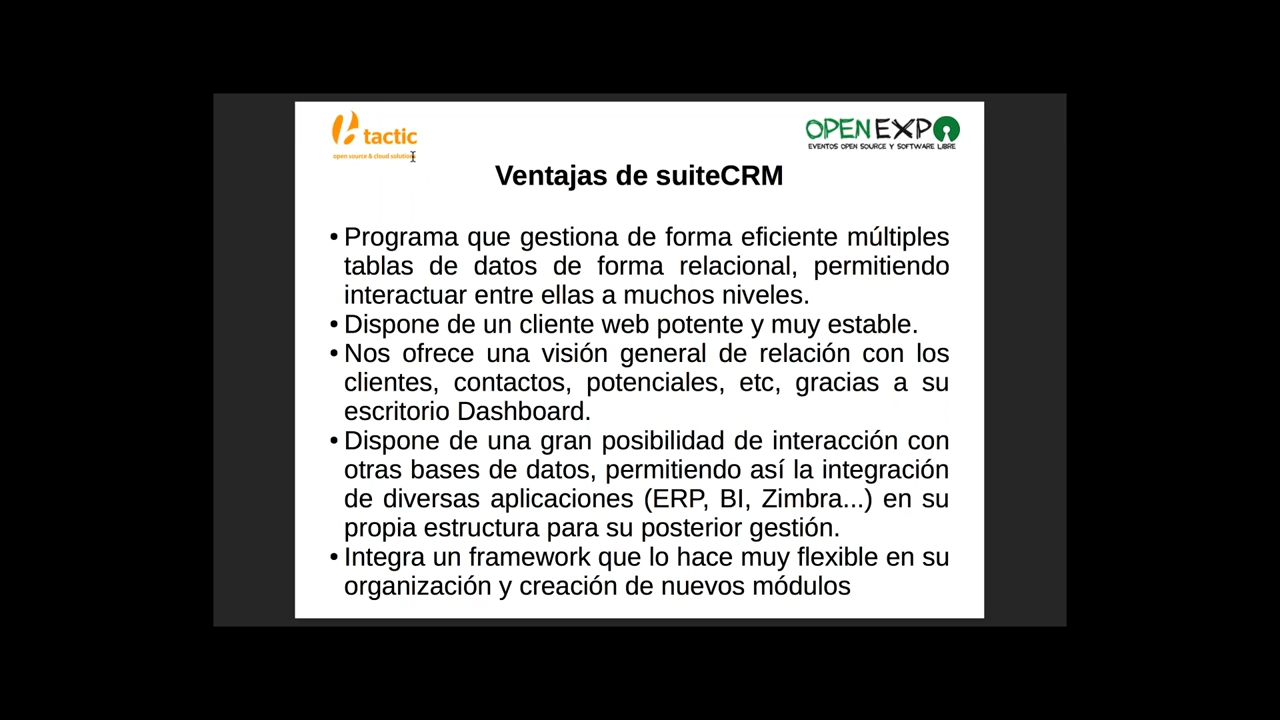 tactic
open source & cloud solutions
OPENEXPO
EVENTOS OPEN SOURCE Y SOFTWARE LIBRE
Ventajas de suiteCRM
• Programa que gestiona de forma eficiente múltiples
tablas de datos de forma relacional, permitiendo
interactuar entre ellas a muchos niveles.
• Dispone de un cliente web potente y muy estable.
• Nos ofrece una visión general de relación con los
clientes, contactos, potenciales, etc, gracias a su
escritorio Dashboard.
• Dispone de una gran posibilidad de interacción con
otras bases de datos, permitiendo así la integración
de diversas aplicaciones (ERP, BI, Zimbra...) en su
propia estructura para su posterior gestión.
• Integra un framework que lo hace muy flexible en su
organización y creación de nuevos módulos